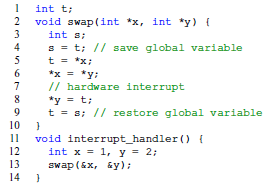 1 int t;
2 void swap(int *x, int *y) {
3 int s;
4 s = t; // save global variable
5 t = *x;
6 *x = *y;
7 // hardware interrupt
8 *y = t;
9 t = s; // restore global variable
10 }
11 void interrupt_handler() {
12 int x = 1, y = 2;
13 swap(&x, &y);
14 }